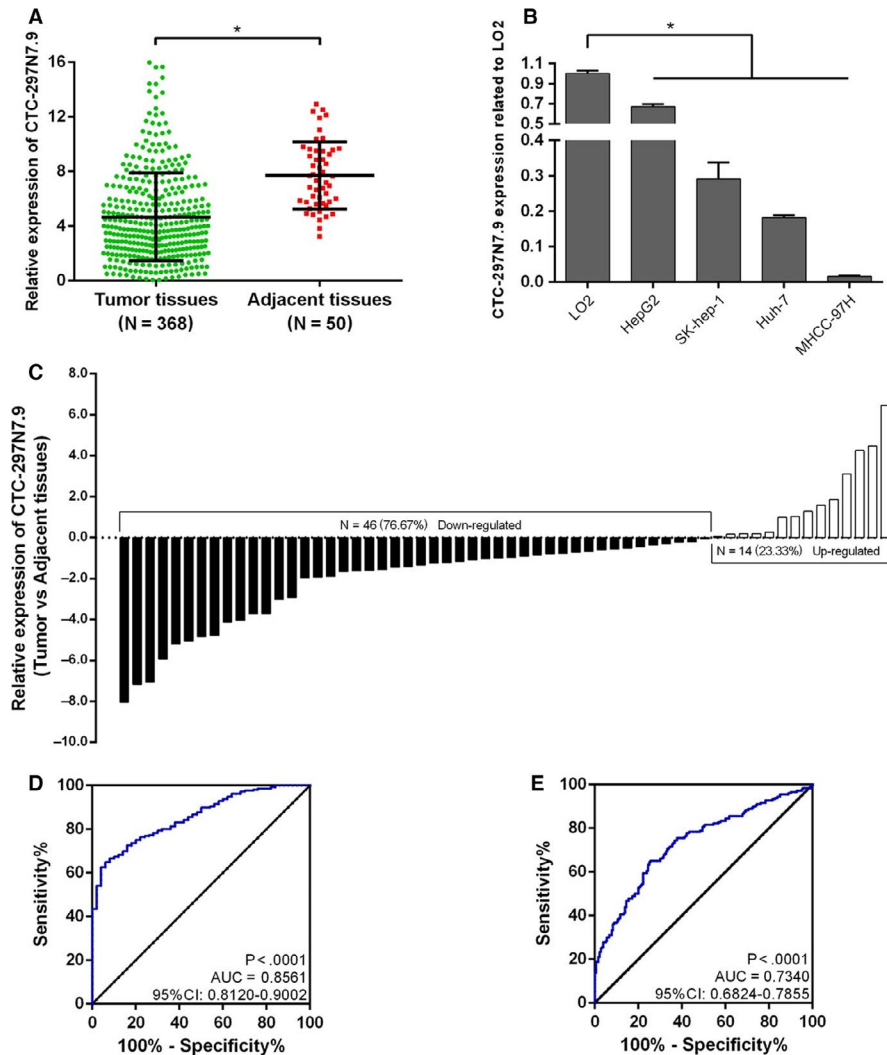 A
Relative expression of CTC-297N7.9
16
12
8
4
0
*
Tumor tissues
(N = 368)
Adjacent tissues
(N = 50)
B
CTC-297N7.9 expression related to LO2
1.1
0.9
0.7
0.5
0.4
0.3
0.2
0.1
0.0
*
LO2
HepG2
SK-hep-1
Huh-7
MHCC-97H
C
Relative expression of CTC-297N7.9
(Tumor vs Adjacent tissues)
8.0
6.0
4.0
2.0
0.0
−2.0
−4.0
−6.0
−8.0
−10.0
N = 46 (76.67%) Down-regulated
N = 14 (23.33%) Up-regulated
D
Sensitivity%
100
80
60
40
20
0
P < .0001
AUC = 0.8561
95%CI: 0.8120-0.9002
0 20 40 60 80 100
100% - Specificity%
E
Sensitivity%
100
80
60
40
20
0
P < .0001
AUC = 0.7340
95%CI: 0.6824-0.7855
0 20 40 60 80 100
100% - Specificity%